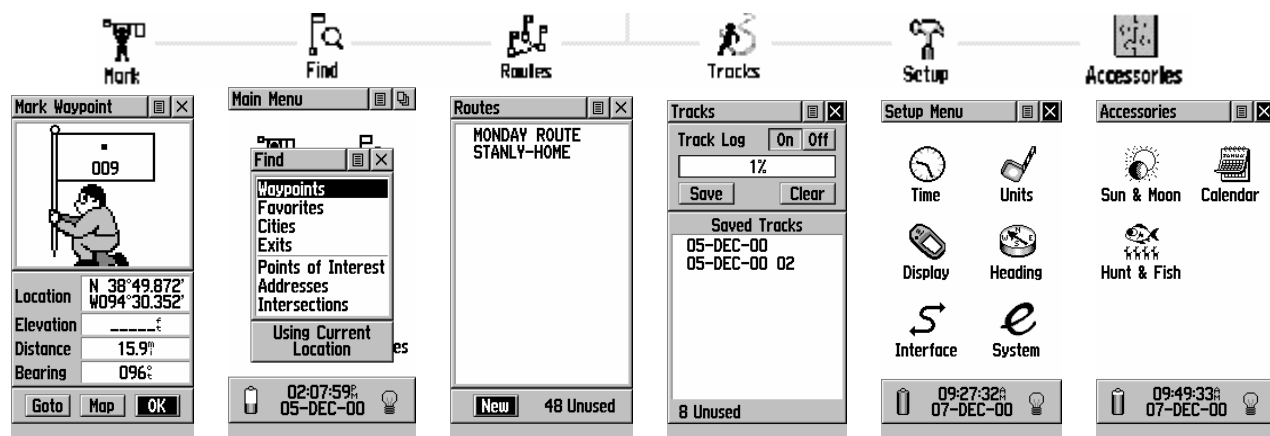 Mark
Find
Routes
Tracks
Setup
Accessories
Mark Waypoint
009
Location
N 38°49.872'
W094°30.352'
Elevation
_____ft
Distance
15.9mi
Bearing
096°
Goto Map OK
Main Menu
Find
Waypoints
Favorites
Cities
Exits
Points of Interest
Addresses
Intersections
Using Current
Location
es
02:07:59PM
05-DEC-00
Routes
MONDAY ROUTE
STANLY-HOME
New 48 Unused
Tracks
Track Log On Off
1%
Save Clear
Saved Tracks
05-DEC-00
05-DEC-00 02
8 Unused
Setup Menu
Time Units
Display Heading
Interface System
09:27:32AM
07-DEC-00
Accessories
Sun & Moon Calendar
Hunt & Fish
09:49:33AM
07-DEC-00